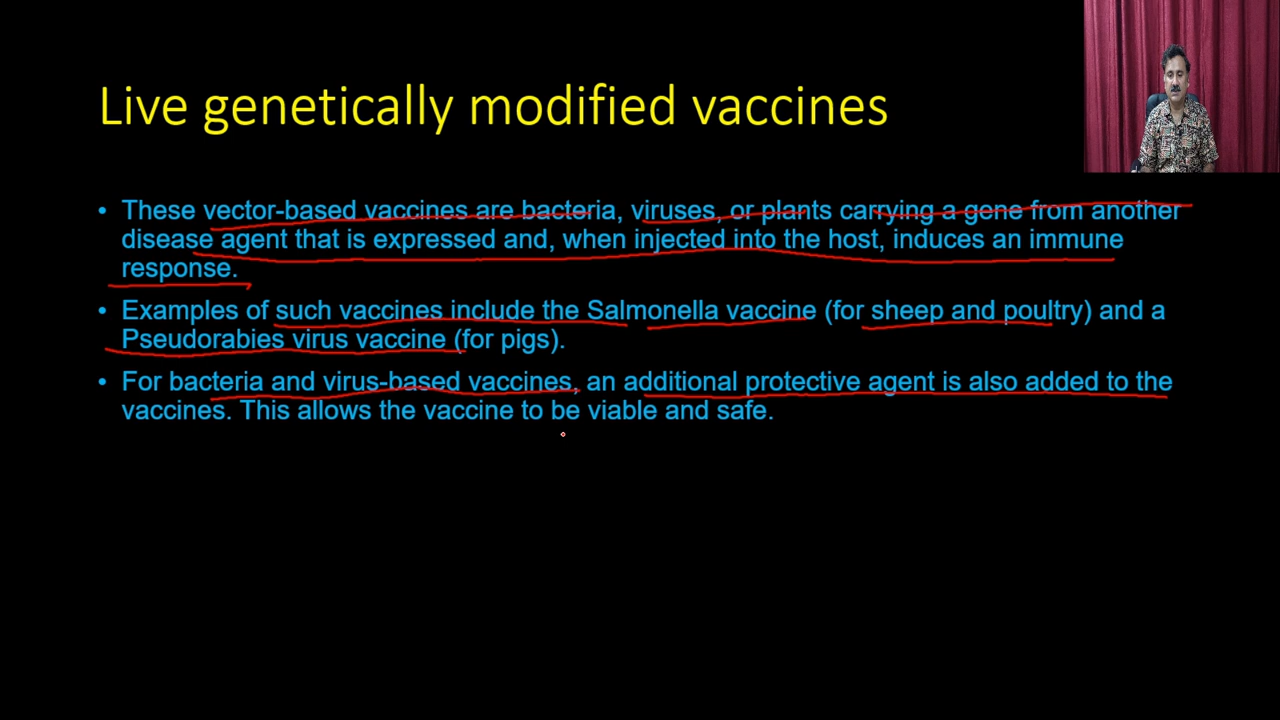 Live genetically modified vaccines
• These vector-based vaccines are bacteria, viruses, or plants carrying a gene from another
disease agent that is expressed and, when injected into the host, induces an immune
response.
• Examples of such vaccines include the Salmonella vaccine (for sheep and poultry) and a
Pseudorabies virus vaccine (for pigs).
• For bacteria and virus-based vaccines, an additional protective agent is also added to the
vaccines. This allows the vaccine to be viable and safe.